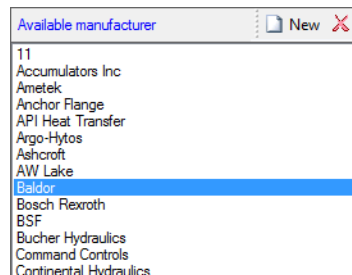 Available manufacturer New
11
Accumulators Inc
Ametek
Anchor Flange
API Heat Transfer
Argo-Hytos
Ashcroft
AW Lake
Baldor
Bosch Rexroth
BSF
Bucher Hydraulics
Command Controls
Continental Hydraulics